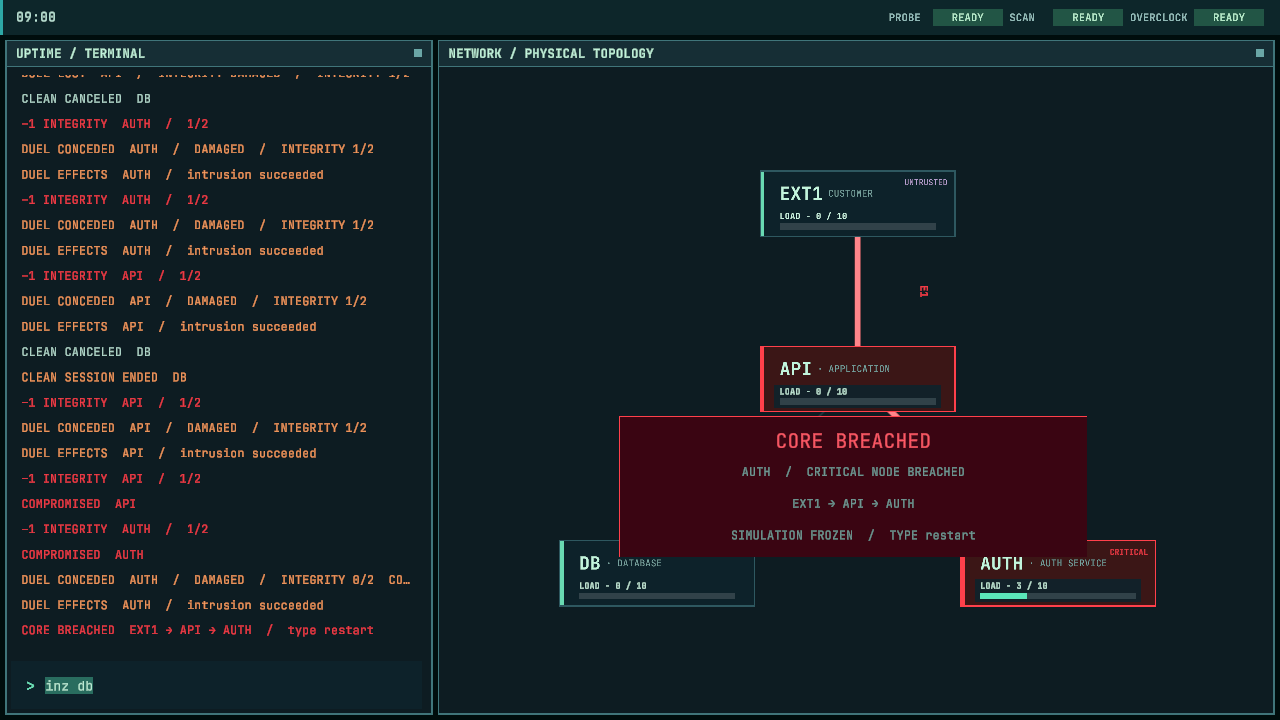 09:00
PROBE READY SCAN READY OVERCLOCK READY
UPTIME / TERMINAL
CLEAN CANCELED DB
-1 INTEGRITY AUTH / 1/2
DUEL CONCEDED AUTH / DAMAGED / INTEGRITY 1/2
DUEL EFFECTS AUTH / intrusion succeeded
-1 INTEGRITY AUTH / 1/2
DUEL CONCEDED AUTH / DAMAGED / INTEGRITY 1/2
DUEL EFFECTS AUTH / intrusion succeeded
-1 INTEGRITY API / 1/2
DUEL CONCEDED API / DAMAGED / INTEGRITY 1/2
DUEL EFFECTS API / intrusion succeeded
CLEAN CANCELED DB
CLEAN SESSION ENDED DB
-1 INTEGRITY API / 1/2
DUEL CONCEDED API / DAMAGED / INTEGRITY 1/2
DUEL EFFECTS API / intrusion succeeded
-1 INTEGRITY API / 1/2
COMPROMISED API
-1 INTEGRITY AUTH / 1/2
COMPROMISED AUTH
DUEL CONCEDED AUTH / DAMAGED / INTEGRITY 0/2 CO…
DUEL EFFECTS AUTH / intrusion succeeded
CORE BREACHED EXT1 → API → AUTH / type restart
> inz db
NETWORK / PHYSICAL TOPOLOGY
UNTRUSTED
EXT1 CUSTOMER
LOAD - 0 / 10
E1
API · APPLICATION
LOAD - 0 / 10
CORE BREACHED
AUTH / CRITICAL NODE BREACHED
EXT1 → API → AUTH
SIMULATION FROZEN / TYPE restart
DB · DATABASE
LOAD - 0 / 10
CRITICAL
AUTH · AUTH SERVICE
LOAD - 3 / 10